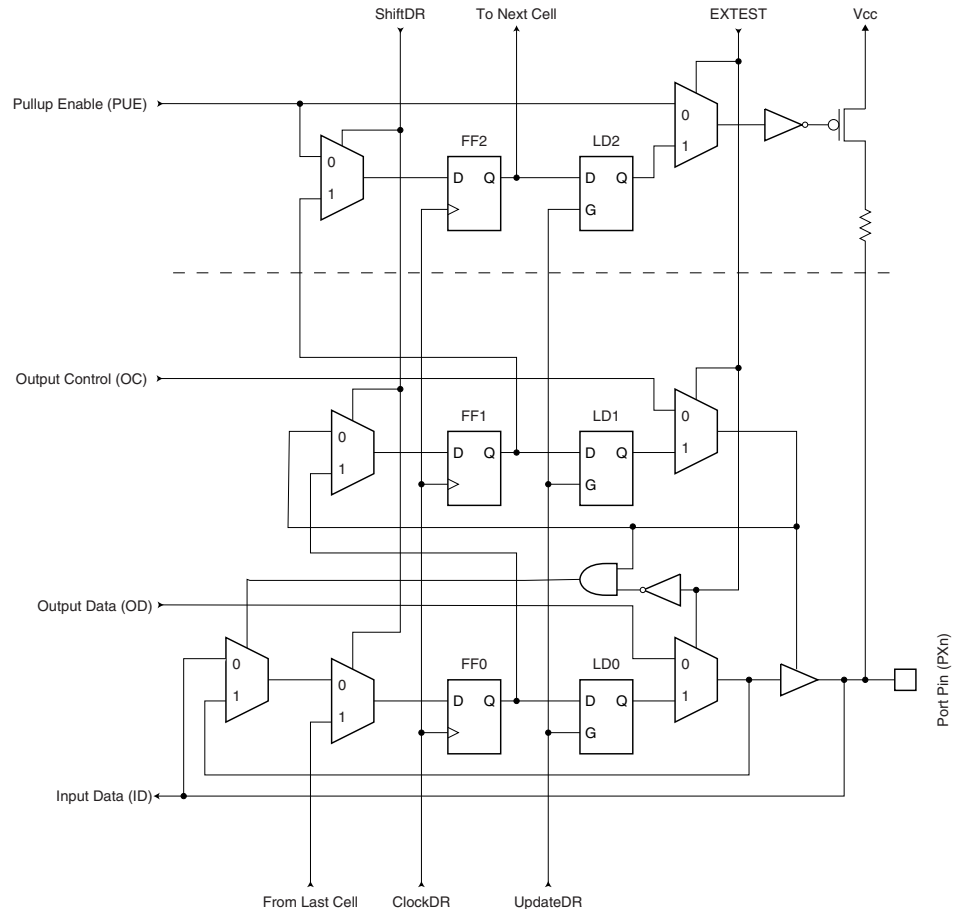 ShiftDR To Next Cell EXTEST Vcc
Pullup Enable (PUE)
0
FF2 LD2
0
1
1
D Q D Q
G
Output Control (OC)
0
FF1 LD1
0
1
1
D Q D Q
G
Output Data (OD)
0
1
0
1
FF0 LD0
D Q D Q
G
0
1
Port Pin (PXn)
Input Data (ID)
From Last Cell ClockDR UpdateDR